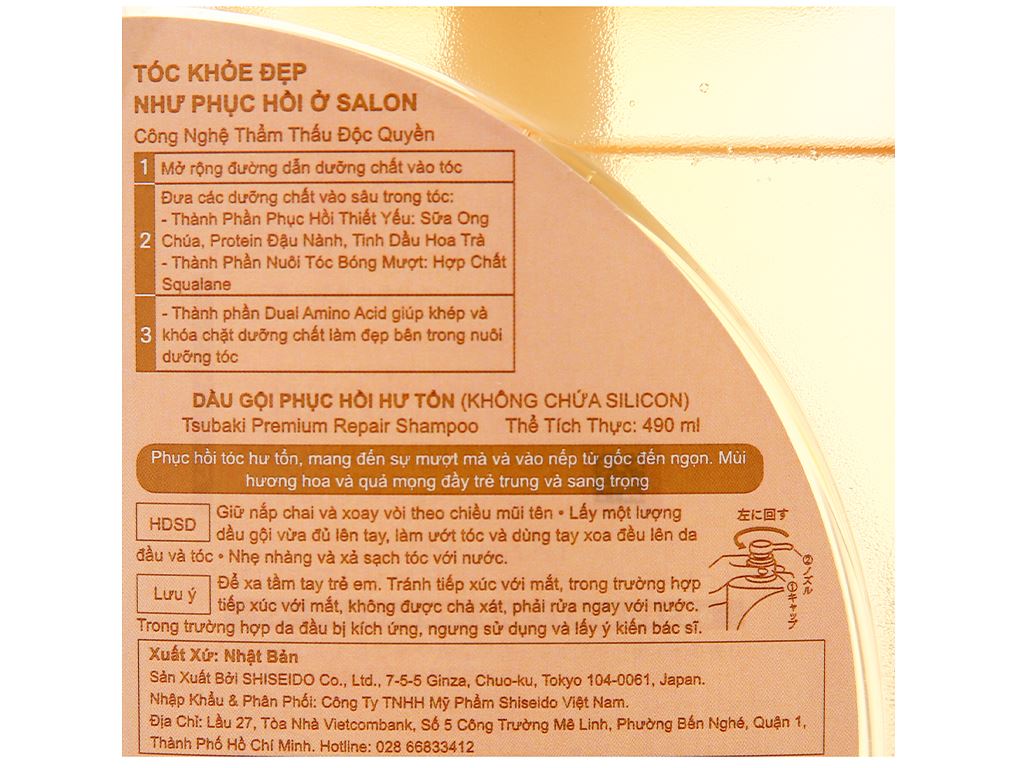 TÓC KHỎE ĐẸP
NHƯ PHỤC HỒI Ở SALON
Công Nghệ Thẩm Thấu Độc Quyền
1 Mở rộng đường dẫn dưỡng chất vào tóc
Đưa các dưỡng chất vào sâu trong tóc:
- Thành Phần Phục Hồi Thiết Yếu: Sữa Ong
2 Chúa, Protein Đậu Nành, Tinh Dầu Hoa Trà
- Thành Phần Nuôi Tóc Bóng Mượt: Hợp Chất
Squalane
- Thành phần Dual Amino Acid giúp khép và
3 khóa chặt dưỡng chất làm đẹp bên trong nuôi
dưỡng tóc
DẦU GỘI PHỤC HỒI HƯ TỔN (KHÔNG CHỨA SILICON)
Tsubaki Premium Repair Shampoo Thể Tích Thực: 490 ml
Phục hồi tóc hư tổn, mang đến sự mượt mà và vào nếp từ gốc đến ngọn. Mùi
hương hoa và quả mọng đầy trẻ trung và sang trọng
HDSD Giữ nắp chai và xoay vòi theo chiều mũi tên • Lấy một lượng
dầu gội vừa đủ lên tay, làm ướt tóc và dùng tay xoa đều lên da
đầu và tóc • Nhẹ nhàng và xả sạch tóc với nước.
左に回す
②ノズル
①キャップ
Lưu ý Để xa tầm tay trẻ em. Tránh tiếp xúc với mắt, trong trường hợp
tiếp xúc với mắt, không được chà xát, phải rửa ngay với nước.
Trong trường hợp da đầu bị kích ứng, ngưng sử dụng và lấy ý kiến bác sĩ.
Xuất Xứ: Nhật Bản
Sản Xuất Bởi SHISEIDO Co., Ltd., 7-5-5 Ginza, Chuo-ku, Tokyo 104-0061, Japan.
Nhập Khẩu & Phân Phối: Công Ty TNHH Mỹ Phẩm Shiseido Việt Nam.
Địa Chỉ: Lầu 27, Tòa Nhà Vietcombank, Số 5 Công Trường Mê Linh, Phường Bến Nghé, Quận 1,
Thành Phố Hồ Chí Minh. Hotline: 028 66833412